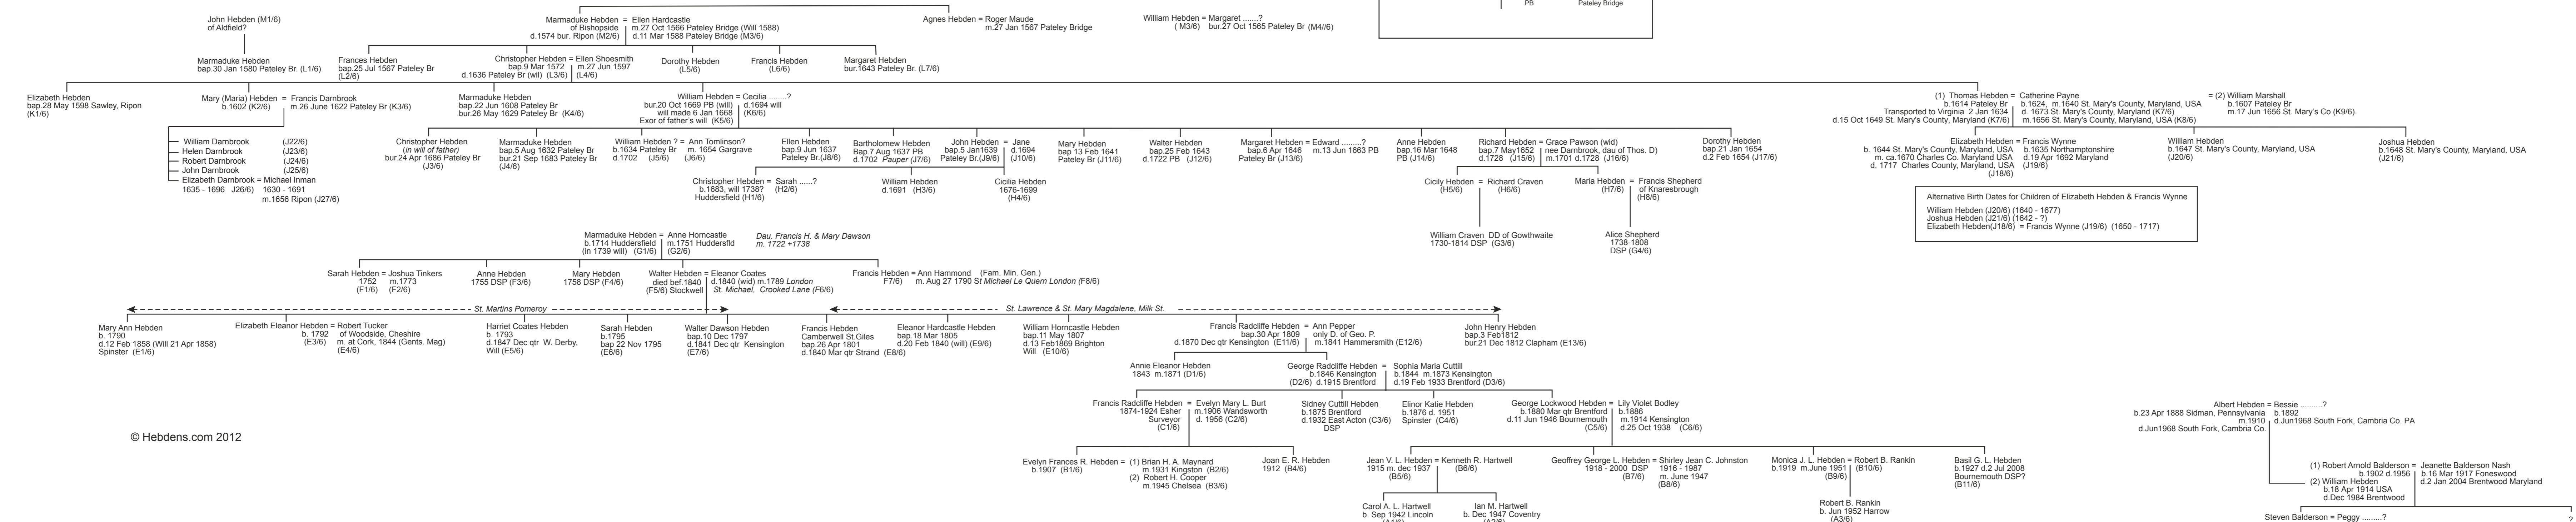 PB Pateley Bridge
John Hebden (M1/6)
of Aldfield?
Marmaduke Hebden = Ellen Hardcastle
of Bishopside m.27 Oct 1566 Pateley Bridge (Will 1588)
d.1574 bur. Ripon (M2/6) d.11 Mar 1588 Pateley Bridge (M3/6)
Agnes Hebden = Roger Maude
m.27 Jan 1567 Pateley Bridge
William Hebden = Margaret .......?
( M3/6) bur.27 Oct 1565 Pateley Br (M4//6)
Marmaduke Hebden
bap.30 Jan 1580 Pateley Br. (L1/6)
Frances Hebden
bap.25 Jul 1567 Pateley Br
(L2/6)
Christopher Hebden = Ellen Shoesmith
bap.9 Mar 1572 m.27 Jun 1597
d.1636 Pateley Br (wil) (L3/6) (L4/6)
Dorothy Hebden
(L5/6)
Francis Hebden
(L6/6)
Margaret Hebden
bur.1643 Pateley Br. (L7/6)
Elizabeth Hebden
bap.28 May 1598 Sawley, Ripon
(K1/6)
Mary (Maria) Hebden = Francis Darnbrook
b.1602 (K2/6) m.26 June 1622 Pateley Br (K3/6)
Marmaduke Hebden
bap.22 Jun 1608 Pateley Br
bur.26 May 1629 Pateley Br (K4/6)
William Hebden = Cecilia ........?
bur.20 Oct 1669 PB (will) d.1694 will
will made 6 Jan 1668 (K6/6)
Exor of father's will (K5/6)
(1) Thomas Hebden = Catherine Payne = (2) William Marshall
b.1614 Pateley Br b.1624, m.1640 St. Mary's County, Maryland, USA b.1607 Pateley Br
Transported to Virginia 2 Jan 1634 d. 1673 St. Mary's County, Maryland (K7/6) m.17 Jun 1656 St. Mary's Co (K9/6).
d.15 Oct 1649 St. Mary's County, Maryland (K7/6) m.1656 St. Mary's County, Maryland, USA (K8/6)
William Darnbrook (J22/6)
Helen Darnbrook (J23/6)
Robert Darnbrook (J24/6)
John Darnbrook (J25/6)
Elizabeth Darnbrook = Michael Inman
1635 - 1696 J26/6) 1630 - 1691
m.1656 Ripon (J27/6)
Christopher Hebden
(in will of father)
bur.24 Apr 1686 Pateley Br
(J3/6)
Marmaduke Hebden
bap.5 Aug 1632 Pateley Br
bur.21 Sep 1683 Pateley Br
(J4/6)
William Hebden ? = Ann Tomlinson?
b.1634 Pateley Br m. 1654 Gargrave
d.1702 (J5/6) (J6/6)
Ellen Hebden
bap.9 Jun 1637
Pateley Br.(J8/6)
Bartholomew Hebden
Bap.7 Aug 1637 PB
d.1702 Pauper (J7/6)
John Hebden = Jane
bap.5 Jan1639 d.1694
Pateley Br.(J9/6) (J10/6)
Mary Hebden
bap 13 Feb 1641
Pateley Br (J11/6)
Walter Hebden
bap.25 Feb 1643
d.1722 PB (J12/6)
Margaret Hebden = Edward ........?
bap.6 Apr 1646 m.13 Jun 1663 PB
Pateley Br (J13/6)
Anne Hebden
bap.16 Mar 1648
PB (J14/6)
Richard Hebden = Grace Pawson (wid)
bap.7 May1652 nee Darnbrook, dau of Thos. D)
d.1728 (J15/6) m.1701 d.1728 (J16/6)
Dorothy Hebden
bap.21 Jan 1654
d.2 Feb 1654 (J17/6)
Elizabeth Hebden = Francis Wynne
b. 1644 St. Mary's County, Maryland, USA b.1635 Northamptonshire
m. ca.1670 Charles Co. Maryland USA d.19 Apr 1692 Maryland
d. 1717 Charles County, Maryland, USA (J19/6)
(J18/6)
William Hebden
b.1647 St. Mary's County, Maryland, USA
(J20/6)
Joshua Hebden
b.1648 St. Mary's County, Maryland, USA
(J21/6)
Christopher Hebden = Sarah ......?
b.1683, will 1738? (H2/6)
Huddersfield (H1/6)
William Hebden
d.1691 (H3/6)
Cicilia Hebden
1676-1699
(H4/6)
Cicily Hebden = Richard Craven
(H5/6) (H6/6)
Maria Hebden = Francis Shepherd
(H7/6) of Knaresbrough
(H8/6)
Alternative Birth Dates for Children of Elizabeth Hebden & Francis Wynne
William Hebden (J20/6) (1640 - 1677)
Joshua Hebden (J21/6) (1642 - ?)
Elizabeth Hebden(J18/6) = Francis Wynne (J19/6) (1650 - 1717)
Marmaduke Hebden = Anne Horncastle
b.1714 Huddersfield m.1751 Huddersfld
(in 1739 will) (G1/6) (G2/6)
Dau. Francis H. & Mary Dawson
m. 1722 +1738
William Craven DD of Gowthwaite
1730-1814 DSP (G3/6)
Alice Shepherd
1738-1808
DSP (G4/6)
Sarah Hebden = Joshua Tinkers
1752 m.1773
(F1/6) (F2/6)
Anne Hebden
1755 DSP (F3/6)
Mary Hebden
1758 DSP (F4/6)
Walter Hebden = Eleanor Coates
died bef.1840 d.1840 (wid) m.1789 London
(F5/6) Stockwell St. Michael, Crooked Lane (F6/6)
Francis Hebden = Ann Hammond (Fam. Min. Gen.)
F7/6) m. Aug 27 1790 St Michael Le Quern London (F8/6)
St. Martins Pomeroy
St. Lawrence & St. Mary Magdalene, Milk St.
Mary Ann Hebden
b. 1790
d.12 Feb 1858 (Will 21 Apr 1858)
Spinster (E1/6)
Elizabeth Eleanor Hebden = Robert Tucker
b. 1792 of Woodside, Cheshire
(E3/6) m. at Cork, 1844 (Gents. Mag)
(E4/6)
Harriet Coates Hebden
b. 1793
d.1847 Dec qtr W. Derby,
Will (E5/6)
Sarah Hebden
b.1795
bap 22 Nov 1795
(E6/6)
Walter Dawson Hebden
bap.10 Dec 1797
d.1841 Dec qtr Kensington
(E7/6)
Francis Hebden
Camberwell St.Giles
bap.26 Apr 1801
d.1840 Mar qtr Strand (E8/6)
Eleanor Hardcastle Hebden
bap.18 Mar 1805
d.20 Feb 1840 (will) (E9/6)
William Horncastle Hebden
bap.11 May 1807
d.13 Feb1869 Brighton
Will (E10/6)
Francis Radcliffe Hebden = Ann Pepper
bap.30 Apr 1809 only D. of Geo. P.
d.1870 Dec qtr Kensington (E11/6) m.1841 Hammersmith (E12/6)
John Henry Hebden
bap.3 Feb1812
bur.21 Dec 1812 Clapham (E13/6)
Annie Eleanor Hebden
1843 m.1871 (D1/6)
George Radcliffe Hebden = Sophia Maria Cuttill
b.1846 Kensington b.1844 m.1873 Kensington
(D2/6) d.1915 Brentford d.19 Feb 1933 Brentford (D3/6)
Francis Radcliffe Hebden = Evelyn Mary L. Burt
1874-1924 Esher m.1906 Wandsworth
Surveyor d. 1956 (C2/6)
(C1/6)
Sidney Cuttill Hebden
b.1875 Brentford
d.1932 East Acton (C3/6)
DSP
Elinor Katie Hebden
b.1876 d. 1951
Spinster (C4/6)
George Lockwood Hebden = Lily Violet Bodley
b.1880 Mar qtr Brentford b.1886
d.11 Jun 1946 Bournemouth m.1914 Kensington
(C5/6) d.25 Oct 1938 (C6/6)
Albert Hebden = Bessie ..........?
b.23 Apr 1888 Sidman, Pennsylvania b.1892
m.1910 d.Jun1968 South Fork, Cambria Co. PA
d.Jun1968 South Fork, Cambria Co.
© Hebdens.com 2012
Evelyn Frances R. Hebden = (1) Brian H. A. Maynard
b.1907 (B1/6) m.1931 Kingston (B2/6)
(2) Robert H. Cooper
m.1945 Chelsea (B3/6)
Joan E. R. Hebden
1912 (B4/6)
Jean V. L. Hebden = Kenneth R. Hartwell
1915 m. dec 1937 (B6/6)
(B5/6)
Geoffrey George L. Hebden = Shirley Jean C. Johnston
1918 - 2000 DSP 1916 - 1987
(B7/6) m. June 1947
(B8/6)
Monica J. L. Hebden = Robert B. Rankin
b.1919 m.June 1951 (B10/6)
(B9/6)
Basil G. L. Hebden
b.1927 d.2 Jul 2008
Bournemouth DSP?
(B11/6)
(1) Robert Arnold Balderson = Jeanette Balderson Nash
b.1902 d.1956 b.16 Mar 1917 Foneswood
(2) William Hebden d.2 Jan 2004 Brentwood Maryland
b.18 Apr 1914 USA
d.Dec 1984 Brentwood
Carol A. L. Hartwell
b. Sep 1942 Lincoln
(A1/6)
Ian M. Hartwell
b. Dec 1947 Coventry
(A2/6)
Robert B. Rankin
b. Jun 1952 Harrow
(A3/6)
Steven Balderson = Peggy .........?
?